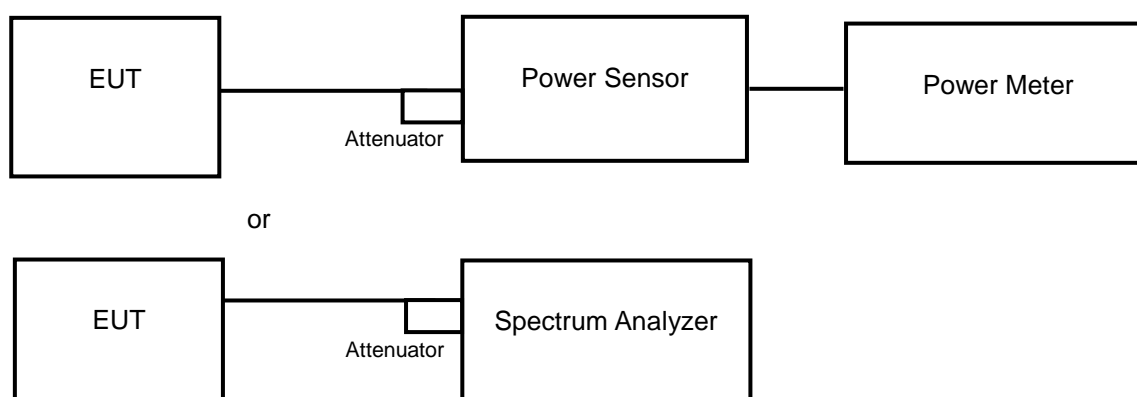 EUT
Power Sensor
Power Meter
Attenuator
or
EUT
Spectrum Analyzer
Attenuator